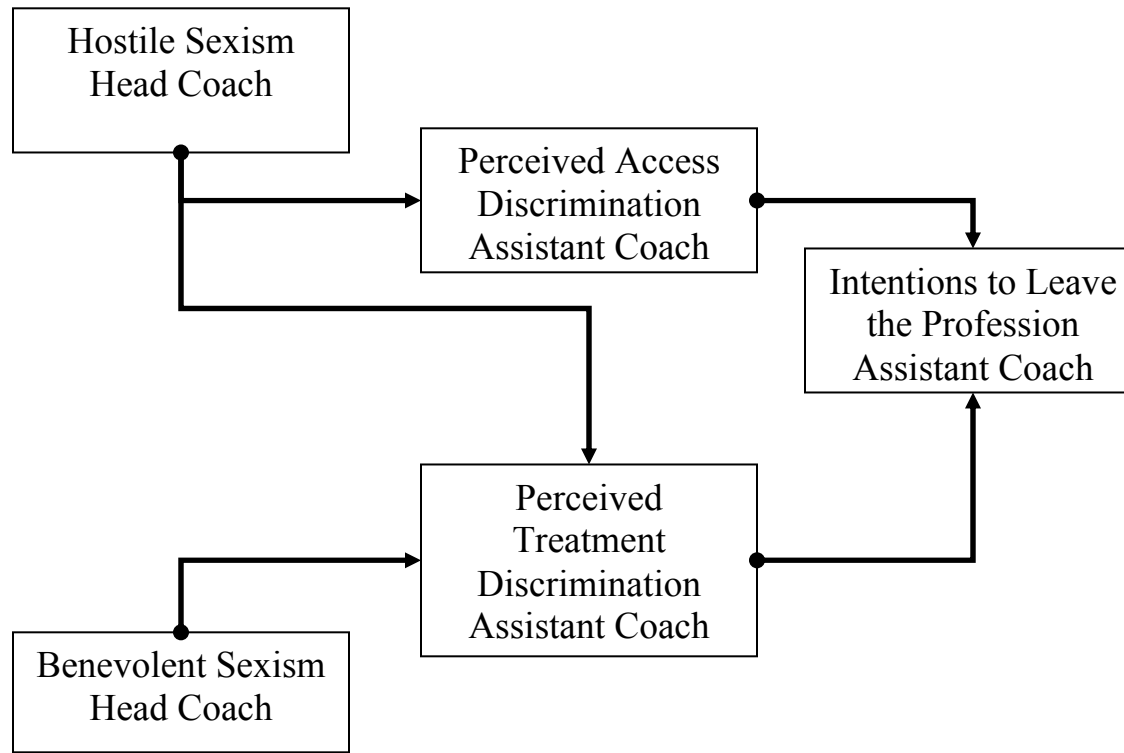 Hostile Sexism
Head Coach
Perceived Access
Discrimination
Assistant Coach
Intentions to Leave
the Profession
Assistant Coach
Perceived
Treatment
Discrimination
Assistant Coach
Benevolent Sexism
Head Coach